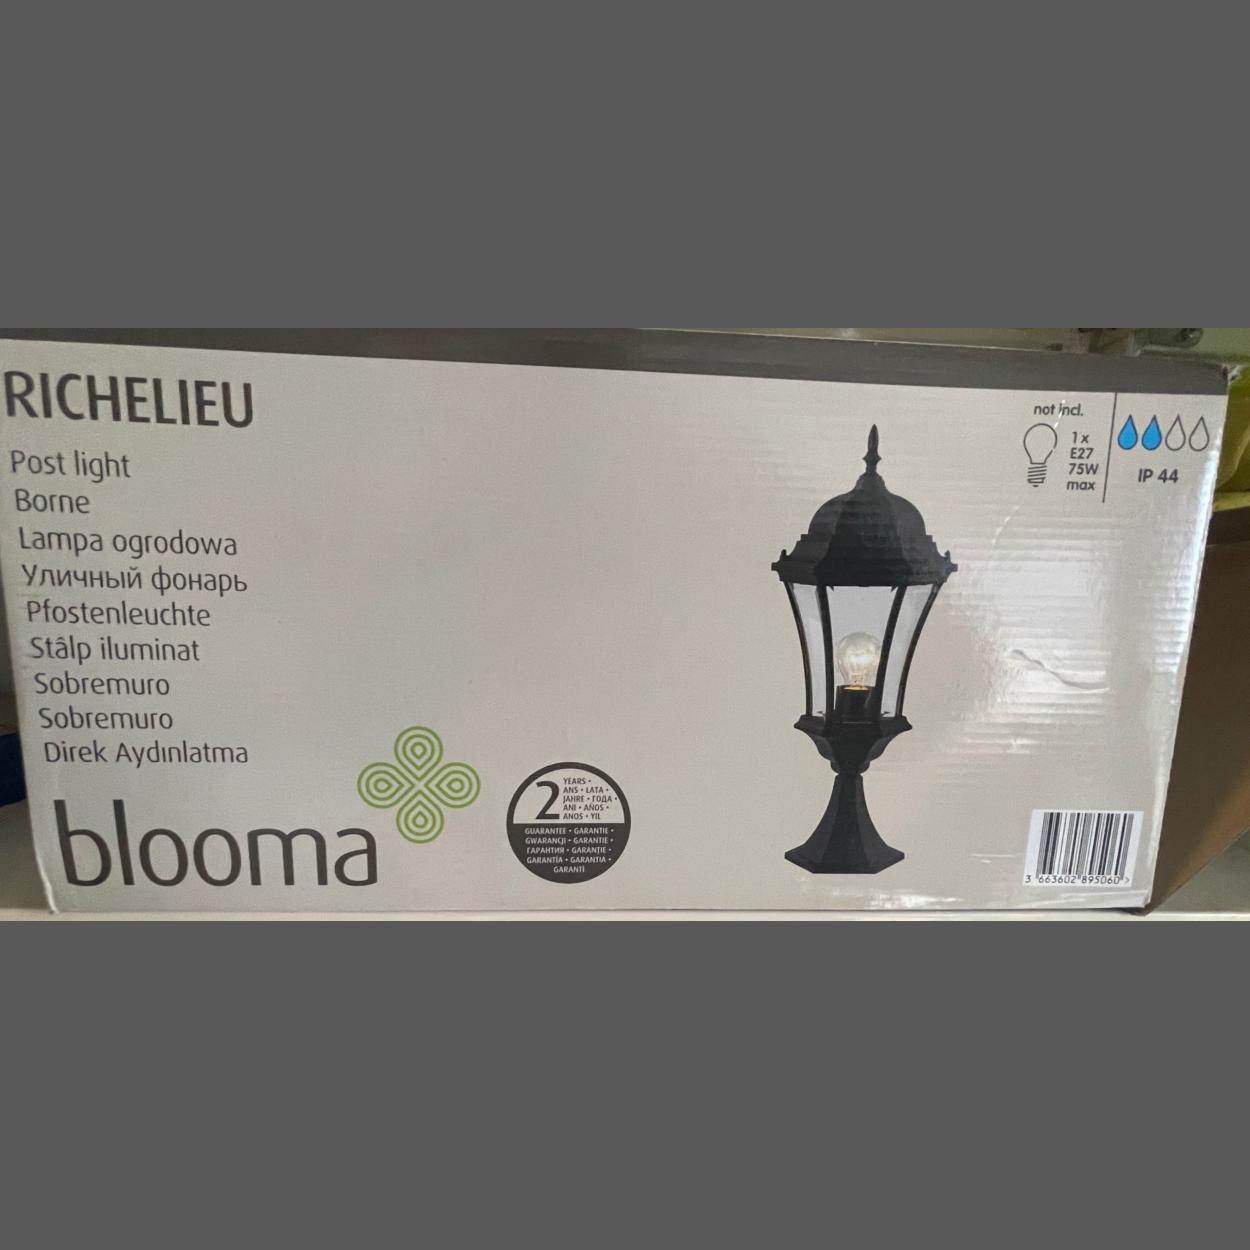 RICHELIEU
Post light
Borne
Lampa ogrodowa
Уличный фонарь
Pfostenleuchte
Stâlp iluminat
Sobremuro
Sobremuro
Direk Aydınlatma
blooma
2
YEARS •
ANS • LATA •
JAHRE • ГОДА •
ANI • AÑOS •
ANOS • YIL
GUARANTEE • GARANTIE •
GWARANCJI • GARANTIE •
ГАРАНТИЯ • GARANȚIE •
GARANTÍA • GARANTIA •
GARANTİ
not incl.
1 x
E27
75W
max
IP 44
3 663602 895060 >